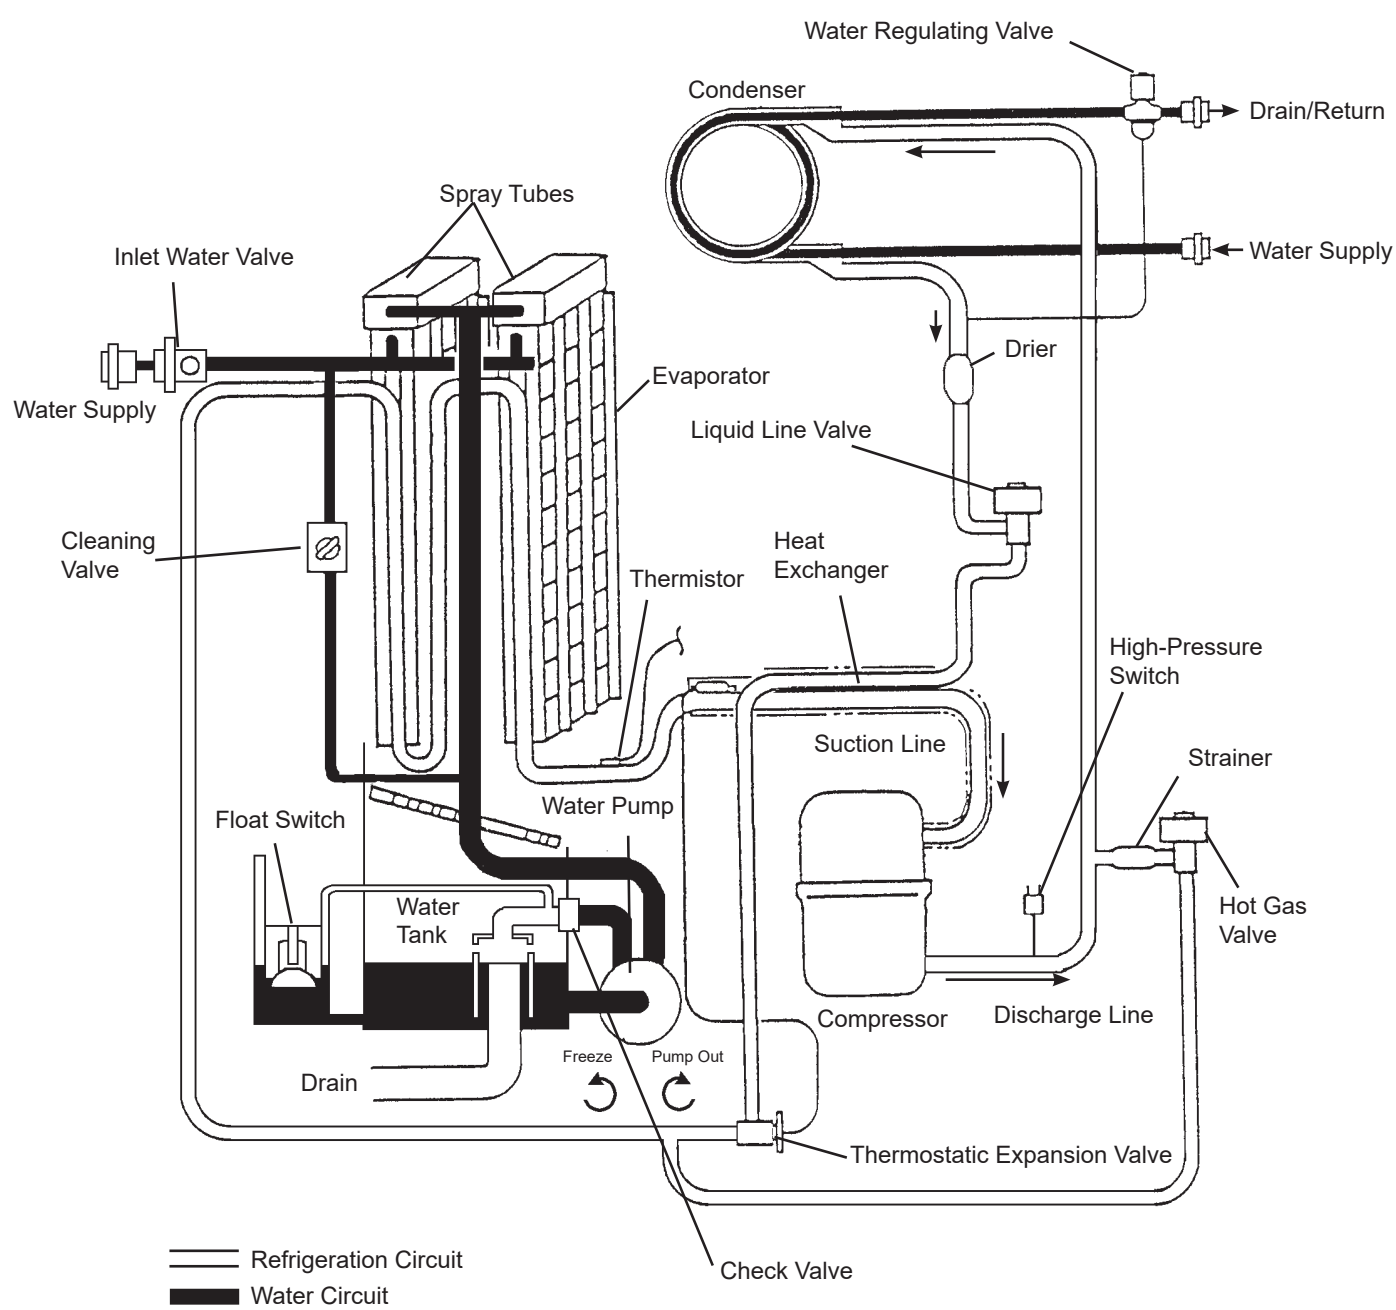 Water Regulating Valve
Condenser
Drain/Return
Spray Tubes
Inlet Water Valve
Water Supply
Drier
Evaporator
Water Supply
Liquid Line Valve
Cleaning
Valve
Heat
Exchanger
Thermistor
High-Pressure
Switch
Suction Line
Strainer
Water Pump
Float Switch
Water
Tank
Hot Gas
Valve
Compressor
Discharge Line
Freeze
Pump Out
Drain
Thermostatic Expansion Valve
Refrigeration Circuit
Check Valve
Water Circuit